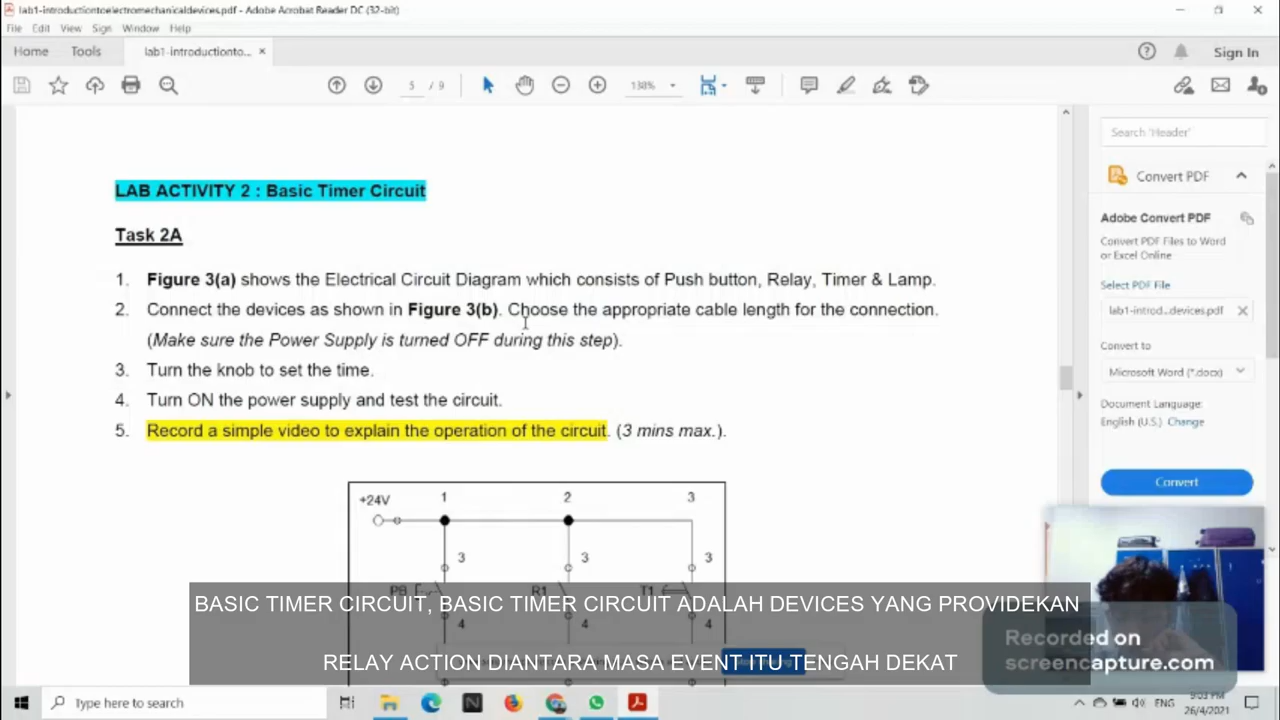 lab1-introductiontoelectromechanicaldevices.pdf - Adobe Acrobat Reader DC (32-bit)
File Edit View Sign Window Help
Home Tools lab1-introductionto... × Sign In
5 / 9 138%
Search 'Header'
Convert PDF
Adobe Convert PDF
Convert PDF Files to Word
or Excel Online
Select PDF File
lab1-introd...devices.pdf
Convert to
Microsoft Word (*.docx)
Document Language:
English (U.S.) Change
Convert
LAB ACTIVITY 2 : Basic Timer Circuit
Task 2A
1. Figure 3(a) shows the Electrical Circuit Diagram which consists of Push button, Relay, Timer & Lamp.
2. Connect the devices as shown in Figure 3(b). Choose the appropriate cable length for the connection.
(Make sure the Power Supply is turned OFF during this step).
3. Turn the knob to set the time.
4. Turn ON the power supply and test the circuit.
5. Record a simple video to explain the operation of the circuit. (3 mins max.).
+24V 1 2 3
3 3 3
PB R1 T1
4 4 4
BASIC TIMER CIRCUIT, BASIC TIMER CIRCUIT ADALAH DEVICES YANG PROVIDEKAN
RELAY ACTION DIANTARA MASA EVENT ITU TENGAH DEKAT
Recorded on
screencapture.com
Type here to search
ENG
9:03 PM
26/4/2021